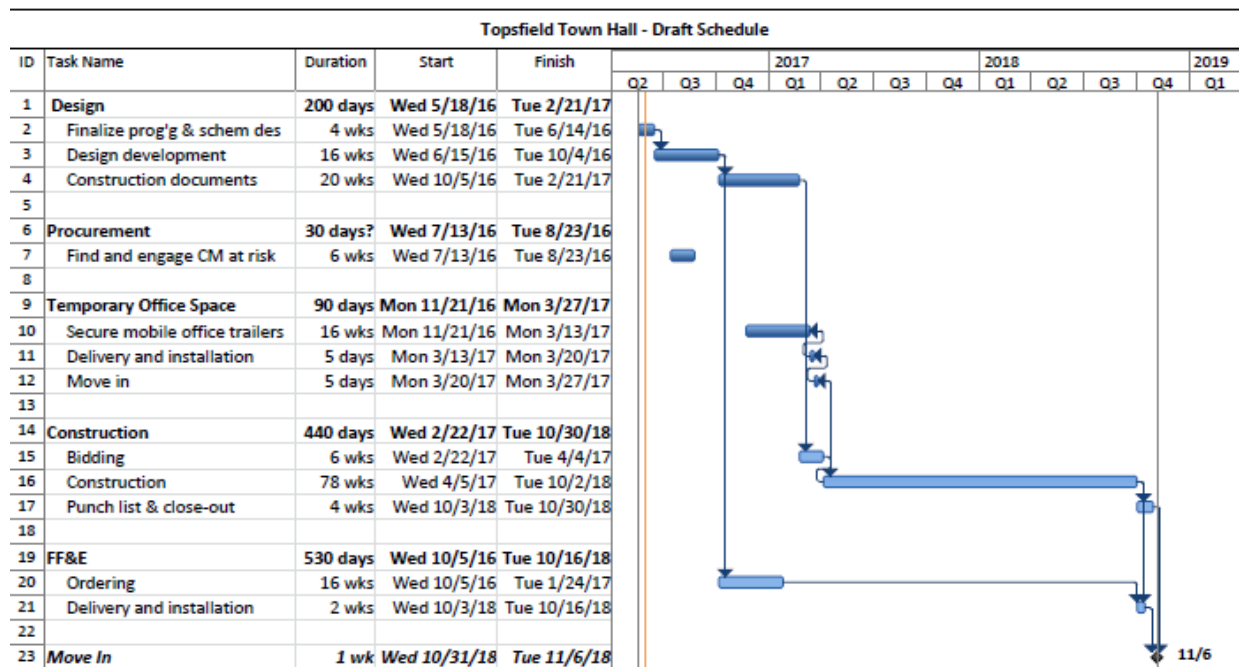 Topsfield Town Hall - Draft Schedule
ID Task Name Duration Start Finish 2017 2018 2019
Q2 Q3 Q4 Q1 Q2 Q3 Q4 Q1 Q2 Q3 Q4 Q1
1 Design 200 days Wed 5/18/16 Tue 2/21/17
2 Finalize prog'g & schem des 4 wks Wed 5/18/16 Tue 6/14/16
3 Design development 16 wks Wed 6/15/16 Tue 10/4/16
4 Construction documents 20 wks Wed 10/5/16 Tue 2/21/17
5
6 Procurement 30 days? Wed 7/13/16 Tue 8/23/16
7 Find and engage CM at risk 6 wks Wed 7/13/16 Tue 8/23/16
8
9 Temporary Office Space 90 days Mon 11/21/16 Mon 3/27/17
10 Secure mobile office trailers 16 wks Mon 11/21/16 Mon 3/13/17
11 Delivery and installation 5 days Mon 3/13/17 Mon 3/20/17
12 Move in 5 days Mon 3/20/17 Mon 3/27/17
13
14 Construction 440 days Wed 2/22/17 Tue 10/30/18
15 Bidding 6 wks Wed 2/22/17 Tue 4/4/17
16 Construction 78 wks Wed 4/5/17 Tue 10/2/18
17 Punch list & close-out 4 wks Wed 10/3/18 Tue 10/30/18
18
19 FF&E 530 days Wed 10/5/16 Tue 10/16/18
20 Ordering 16 wks Wed 10/5/16 Tue 1/24/17
21 Delivery and installation 2 wks Wed 10/3/18 Tue 10/16/18
22
23 Move In 1 wk Wed 10/31/18 Tue 11/6/18 11/6